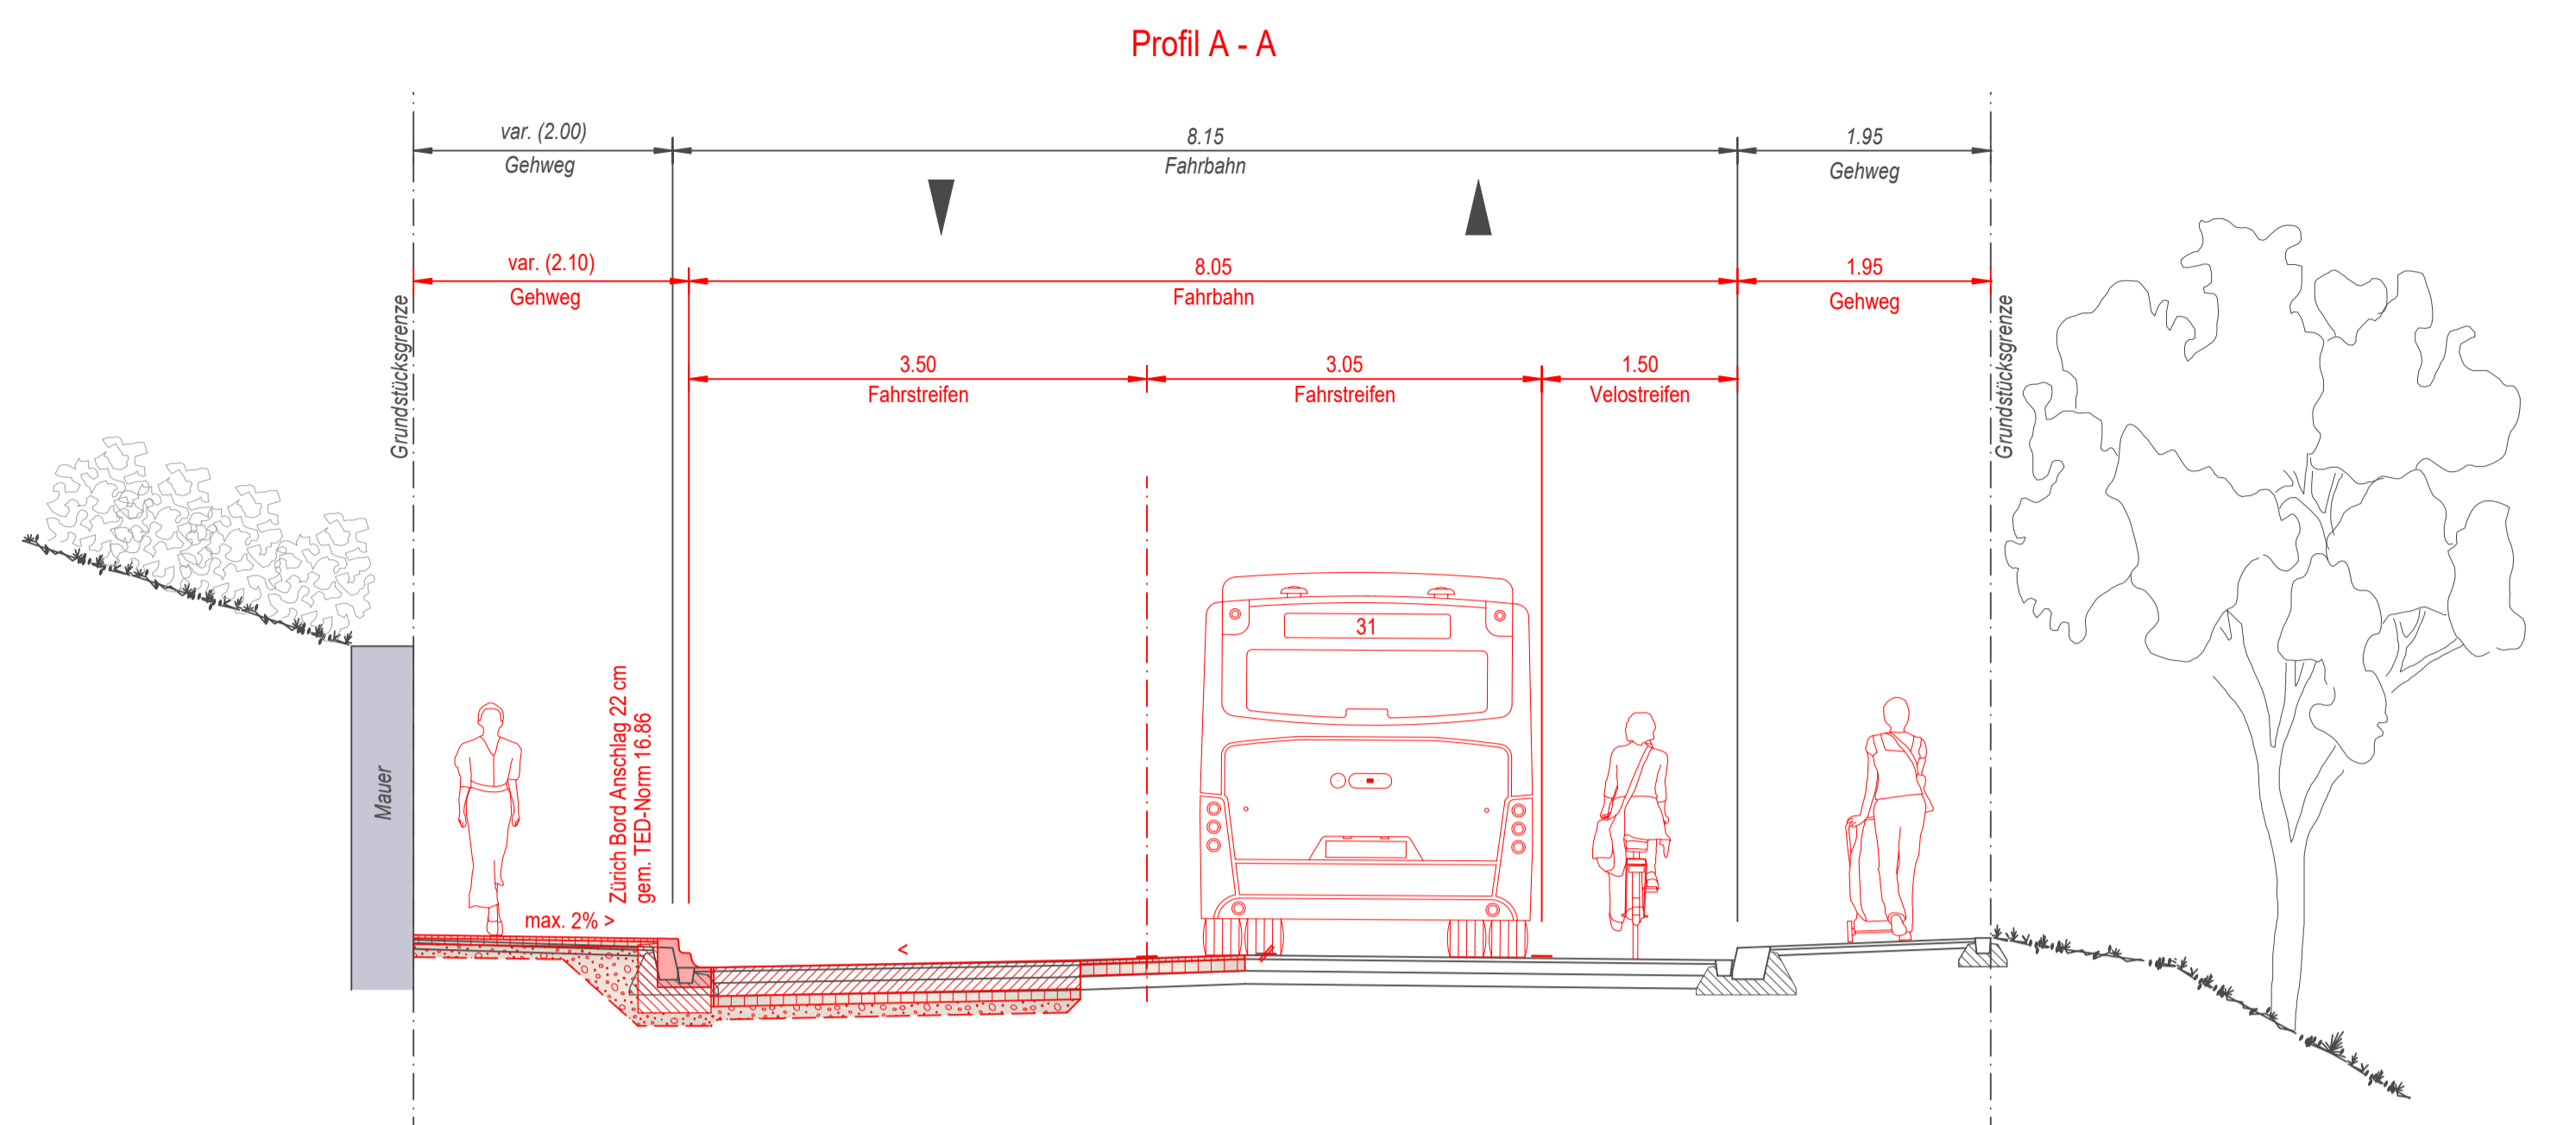 Profil A - A
var. (2.00)
Gehweg
8.15
Fahrbahn
1.95
Gehweg
var. (2.10)
Gehweg
8.05
Fahrbahn
1.95
Gehweg
Grundstücksgrenze
Grundstücksgrenze
3.50
Fahrstreifen
3.05
Fahrstreifen
1.50
Velostreifen
31
Mauer
Zürich Bord Anschlag 22 cm
gem. TED-Norm 16.86
max. 2% >
<